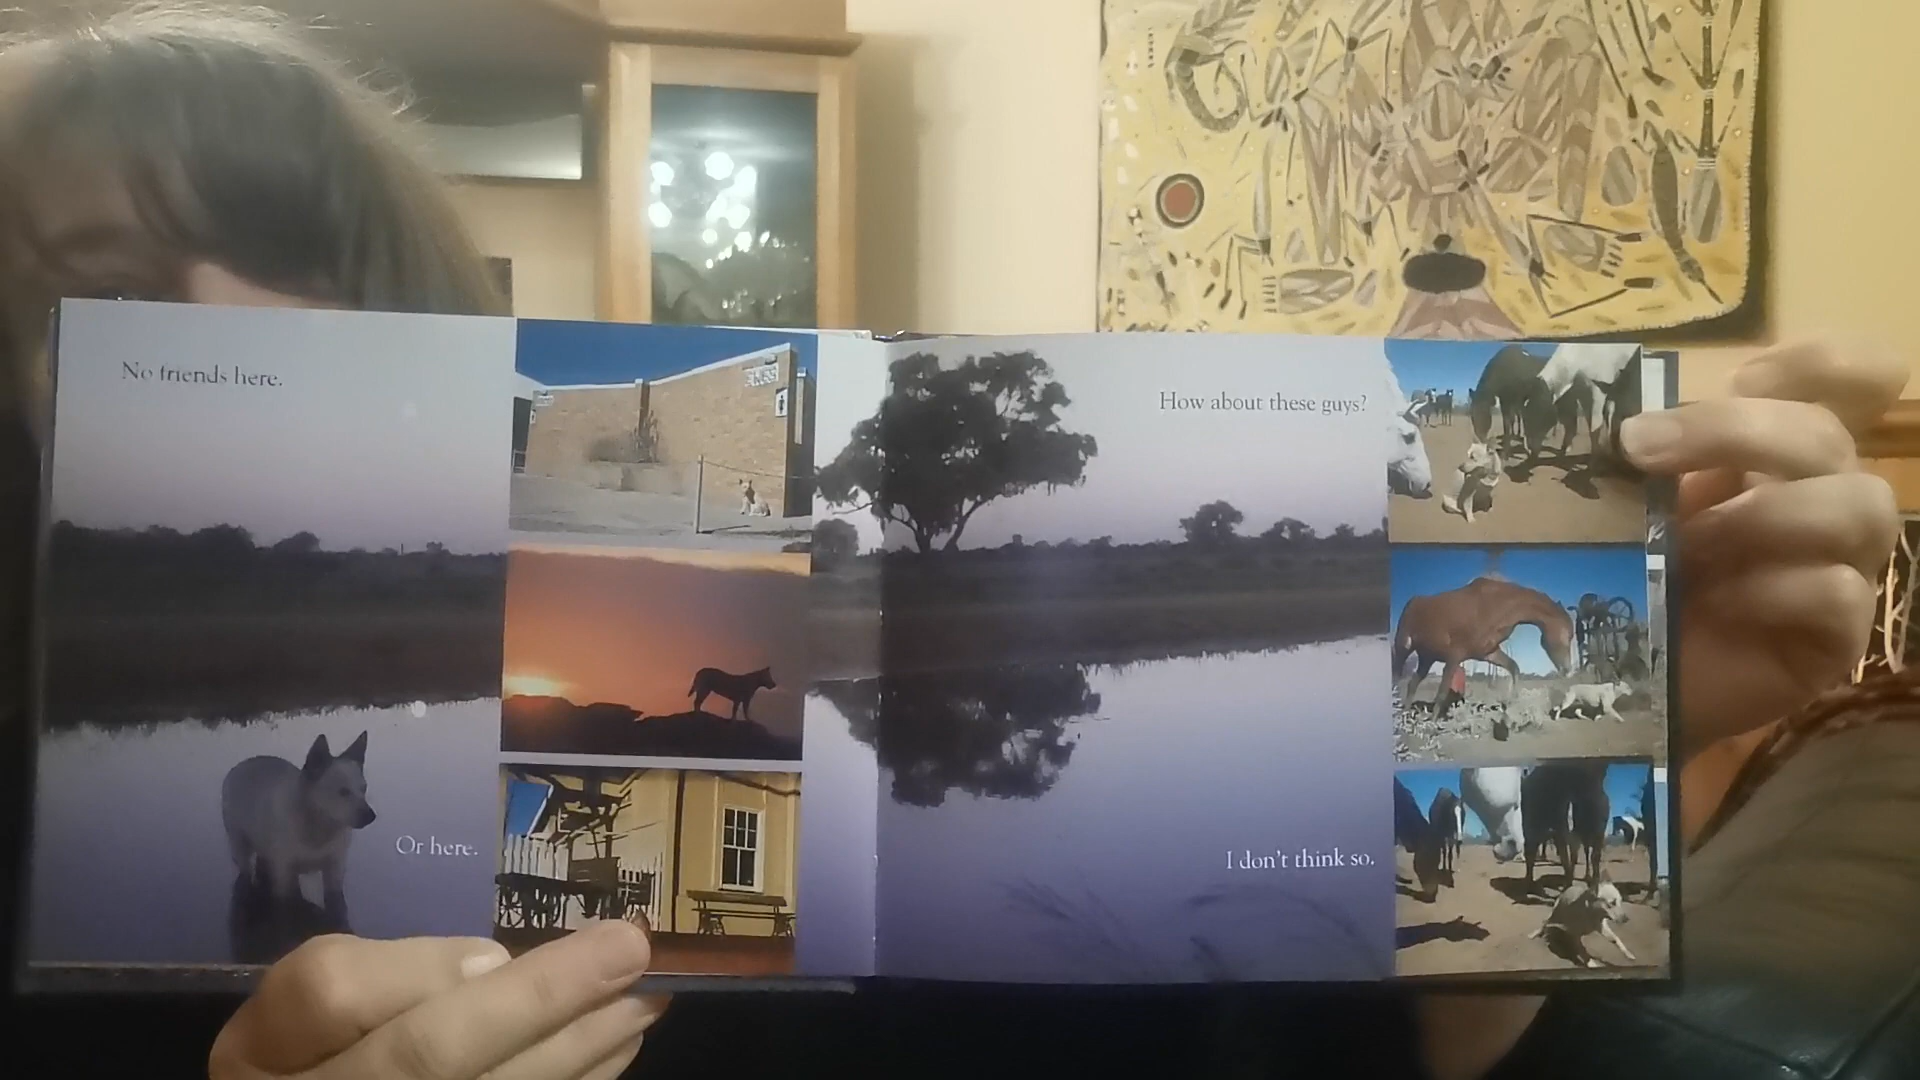 No friends here.
Or here.
How about these guys?
I don't think so.